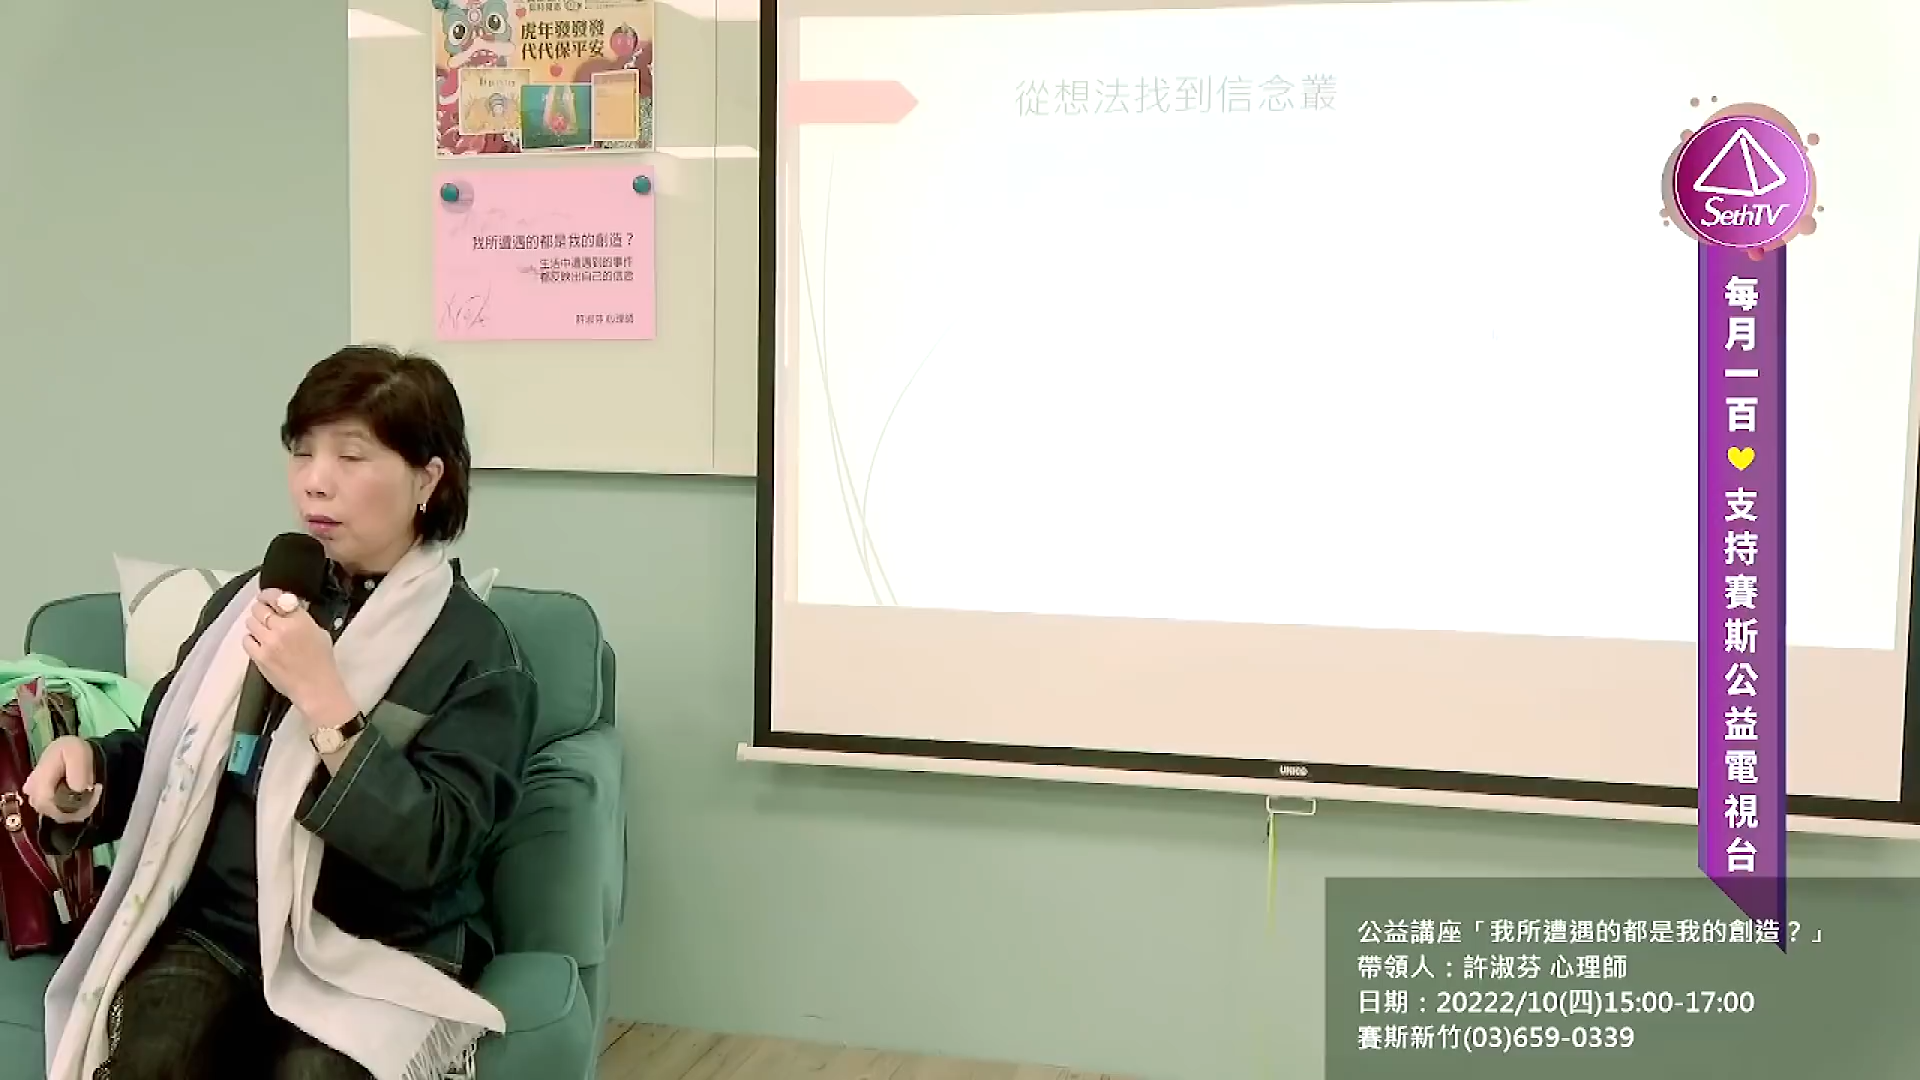 虎年發發發
代代保平安
我所遭遇的都是我的創造？
生活中遭遇到的事件
都反映出自己的信念
許淑芬 心理師
從想法找到信念叢
UNICO
SethTV
每月一百💛支持賽斯公益電視台
公益講座「我所遭遇的都是我的創造？」
帶領人：許淑芬 心理師
日期：20222/10(四)15:00-17:00
賽斯新竹(03)659-0339